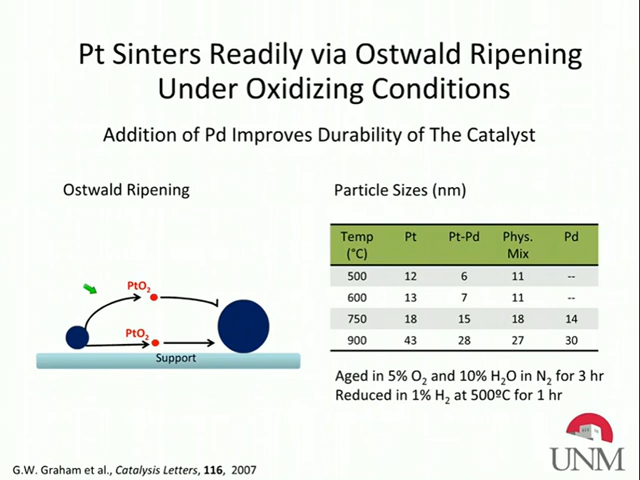 Pt Sinters Readily via Ostwald Ripening
Under Oxidizing Conditions
Addition of Pd Improves Durability of The Catalyst
Ostwald Ripening
PtO2
PtO2
Support
Particle Sizes (nm)
Temp (°C) Pt Pt-Pd Phys. Mix Pd
500 12 6 11 --
600 13 7 11 --
750 18 15 18 14
900 43 28 27 30
Aged in 5% O2 and 10% H2O in N2 for 3 hr
Reduced in 1% H2 at 500ºC for 1 hr
G.W. Graham et al., Catalysis Letters, 116, 2007
UNM